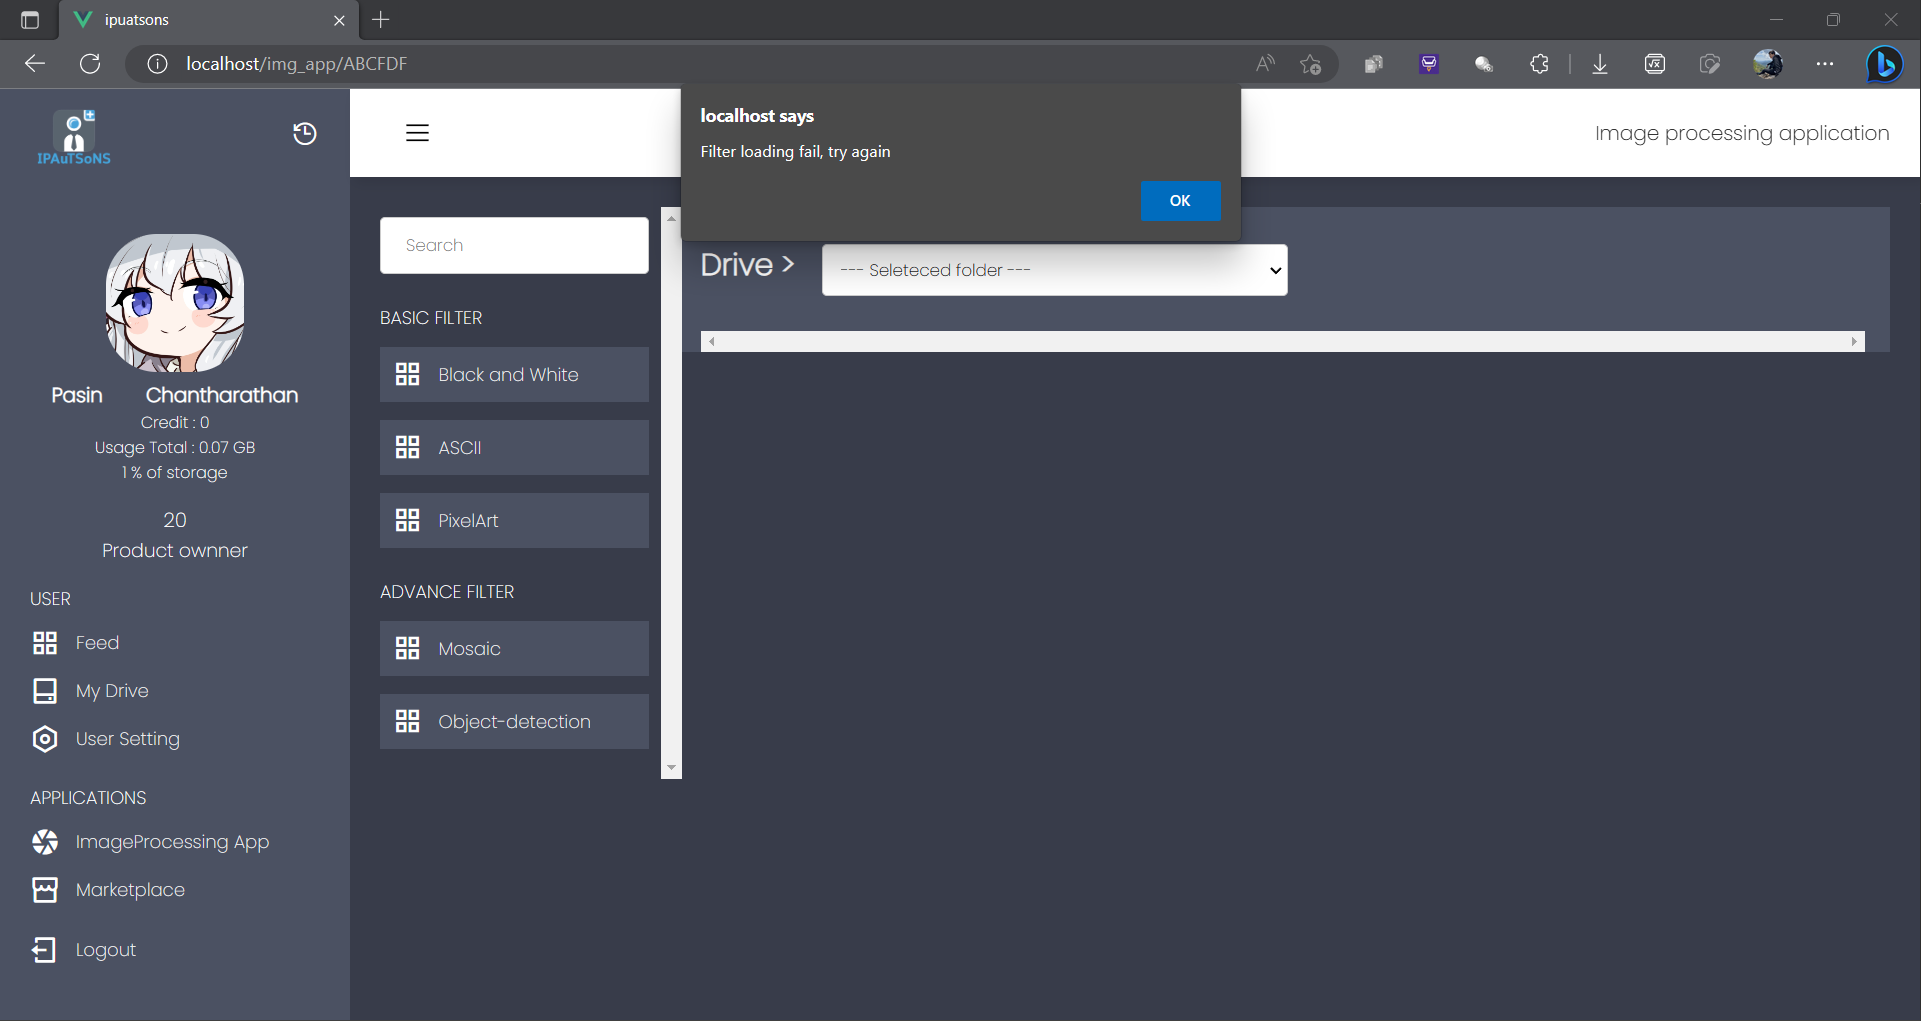 ipuatsons
localhost/img_app/ABCFDF
IPAuTSoNS
Image processing application
localhost says
Filter loading fail, try again
OK
Pasin Chantharathan
Credit : 0
Usage Total : 0.07 GB
1 % of storage
20
Product ownner
USER
Feed
My Drive
User Setting
APPLICATIONS
ImageProcessing App
Marketplace
Logout
Search
BASIC FILTER
Black and White
ASCII
PixelArt
ADVANCE FILTER
Mosaic
Object-detection
Drive >
--- Seleteced folder ---